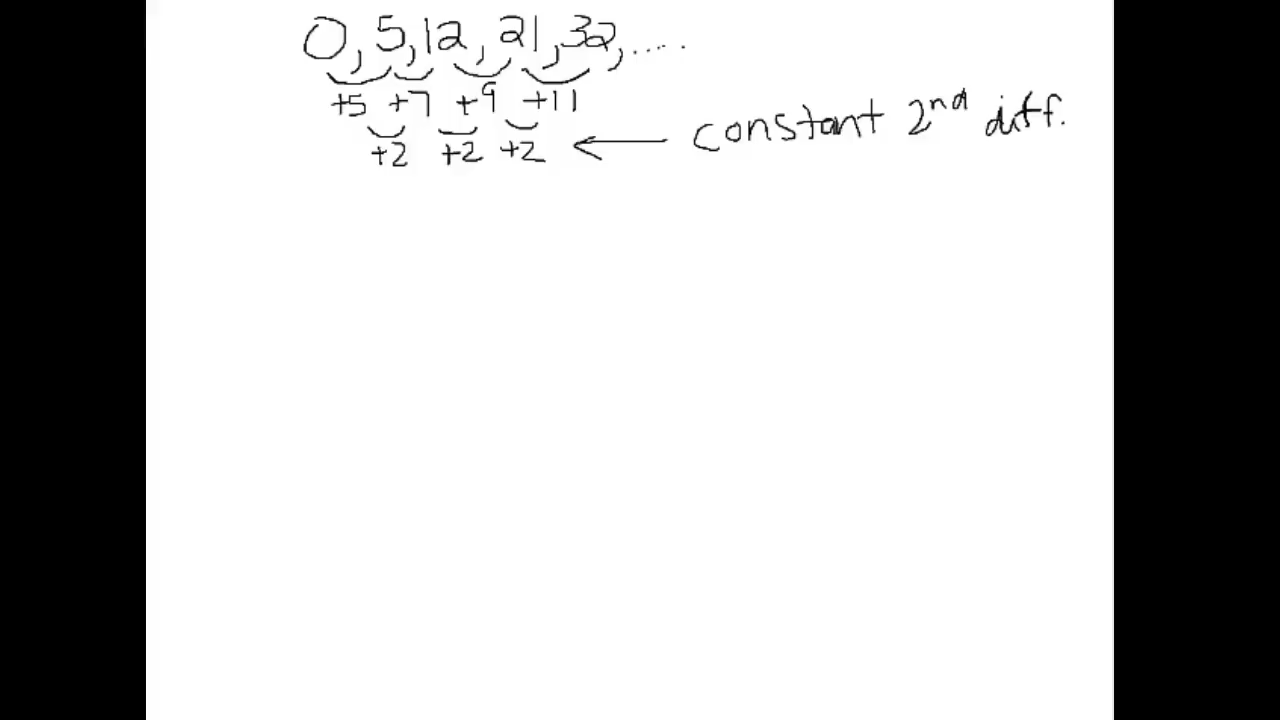 0, 5, 12, 21, 32, .....
+5 +7 +9 +11
+2 +2 +2 ← constant 2nd diff.